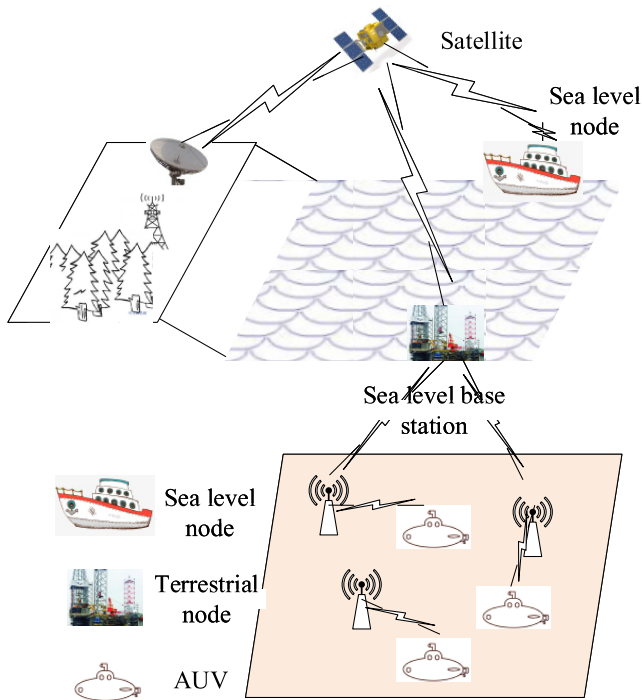 Satellite
Sea level
node
Sea level base
station
Sea level
node
Terrestrial
node
AUV